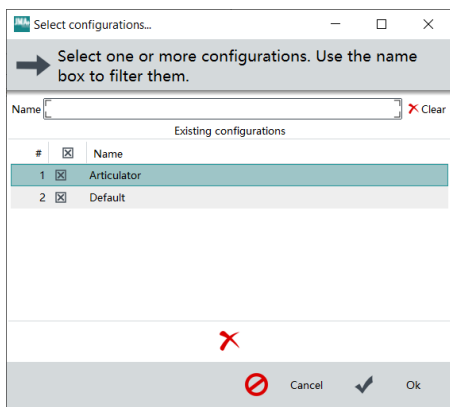 JMA Select configurations...
Select one or more configurations. Use the name
box to filter them.
Name Clear
Existing configurations
# Name
1 Articulator
2 Default
Cancel Ok